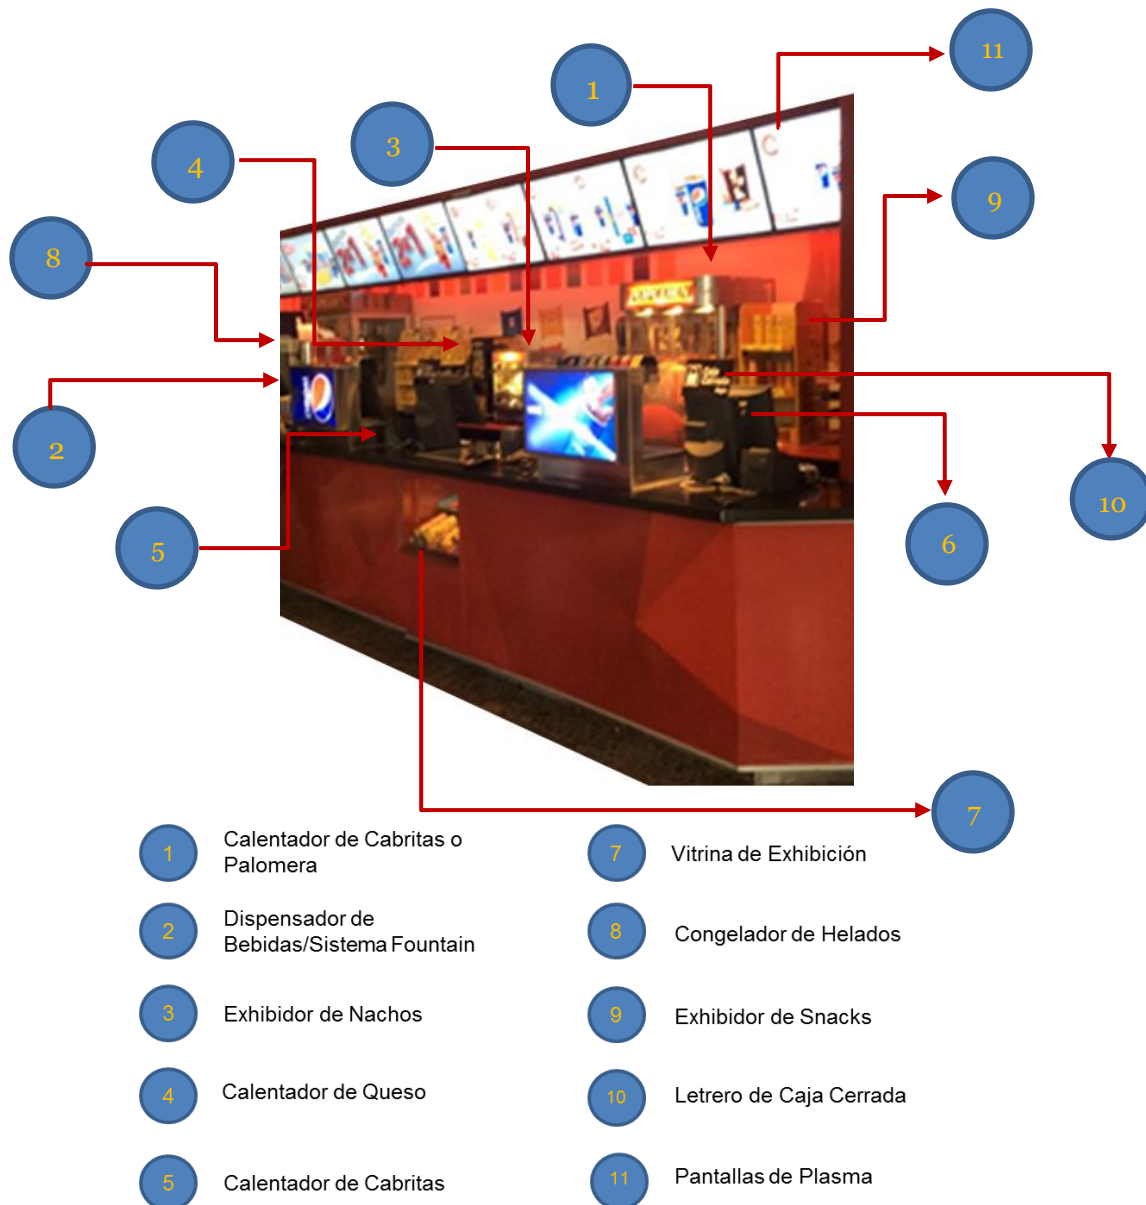 11
1
3
4
9
8
POPCORN
2
pepsi
10
5
6
7
1 Calentador de Cabritas o
Palomera
7 Vitrina de Exhibición
2 Dispensador de
Bebidas/Sistema Fountain
8 Congelador de Helados
3 Exhibidor de Nachos
9 Exhibidor de Snacks
4 Calentador de Queso
10 Letrero de Caja Cerrada
5 Calentador de Cabritas
11 Pantallas de Plasma